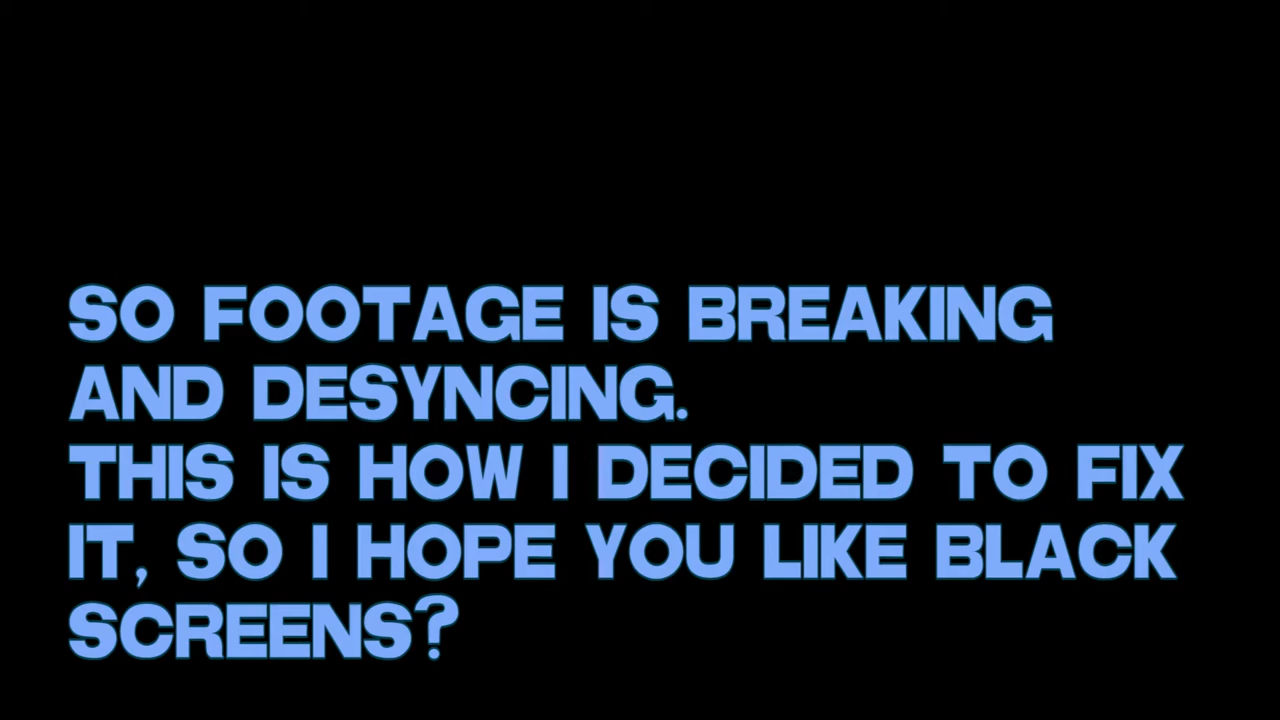 SO FOOTAGE IS BREAKING
AND DESYNCING.
THIS IS HOW I DECIDED TO FIX
IT, SO I HOPE YOU LIKE BLACK
SCREENS?